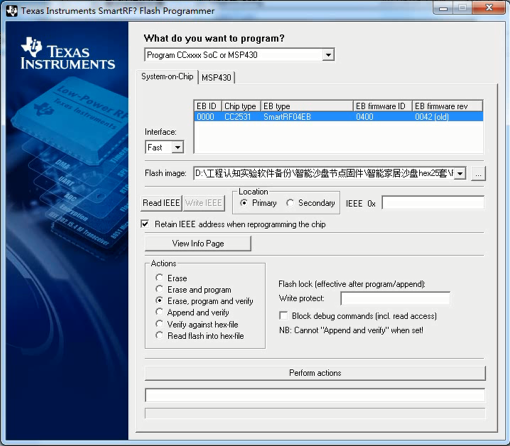 Texas Instruments SmartRF? Flash Programmer
TEXAS
INSTRUMENTS
Low-Power RF
Texas Instruments
What do you want to program?
Program CCxxxx SoC or MSP430
System-on-Chip MSP430
EB ID Chip type EB type EB firmware ID EB firmware rev
0000 CC2531 SmartRF04EB 0400 0042 (old)
Interface:
Fast
Flash image: D:\工程认知实验软件备份\智能沙盘节点固件\智能家居沙盘hex25套\ ...
Read IEEE Write IEEE Location Primary Secondary IEEE 0x
Retain IEEE address when reprogramming the chip
View Info Page
Actions
Erase
Erase and program
Erase, program and verify
Append and verify
Verify against hex-file
Read flash into hex-file
Flash lock (effective after program/append):
Write protect:
Block debug commands (incl. read access)
NB: Cannot "Append and verify" when set!
Perform actions